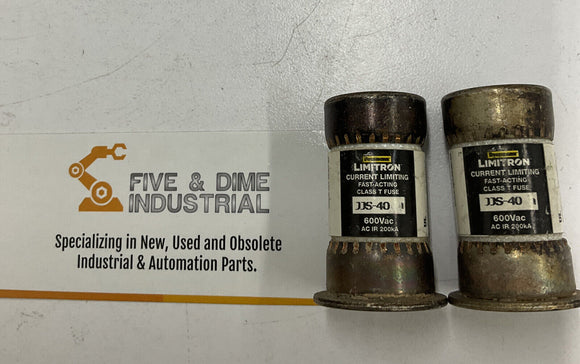 FIVE & DIME
INDUSTRIAL
Specializing in New, Used and Obsolete
Industrial & Automation Parts.
LIMITRON
CURRENT LIMITING
FAST-ACTING
CLASS T FUSE
JJS-40
600Vac
AC IR 200kA
LIMITRON
CURRENT LIMITING
FAST-ACTING
CLASS T FUSE
JJS-40
600Vac
AC IR 200kA